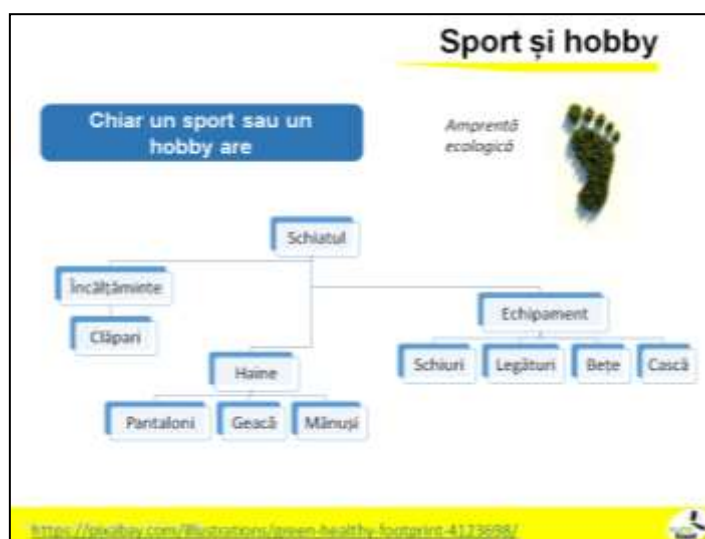 Sport și hobby
Chiar un sport sau un
hobby are
Amprentă
ecologică
Schiatul
Încălțăminte
Clăpari
Haine
Pantaloni
Geacă
Mănuși
Echipament
Schiuri
Legături
Bețe
Cască
https://pixabay.com/illustrations/green-healthy-footprint-4123698/